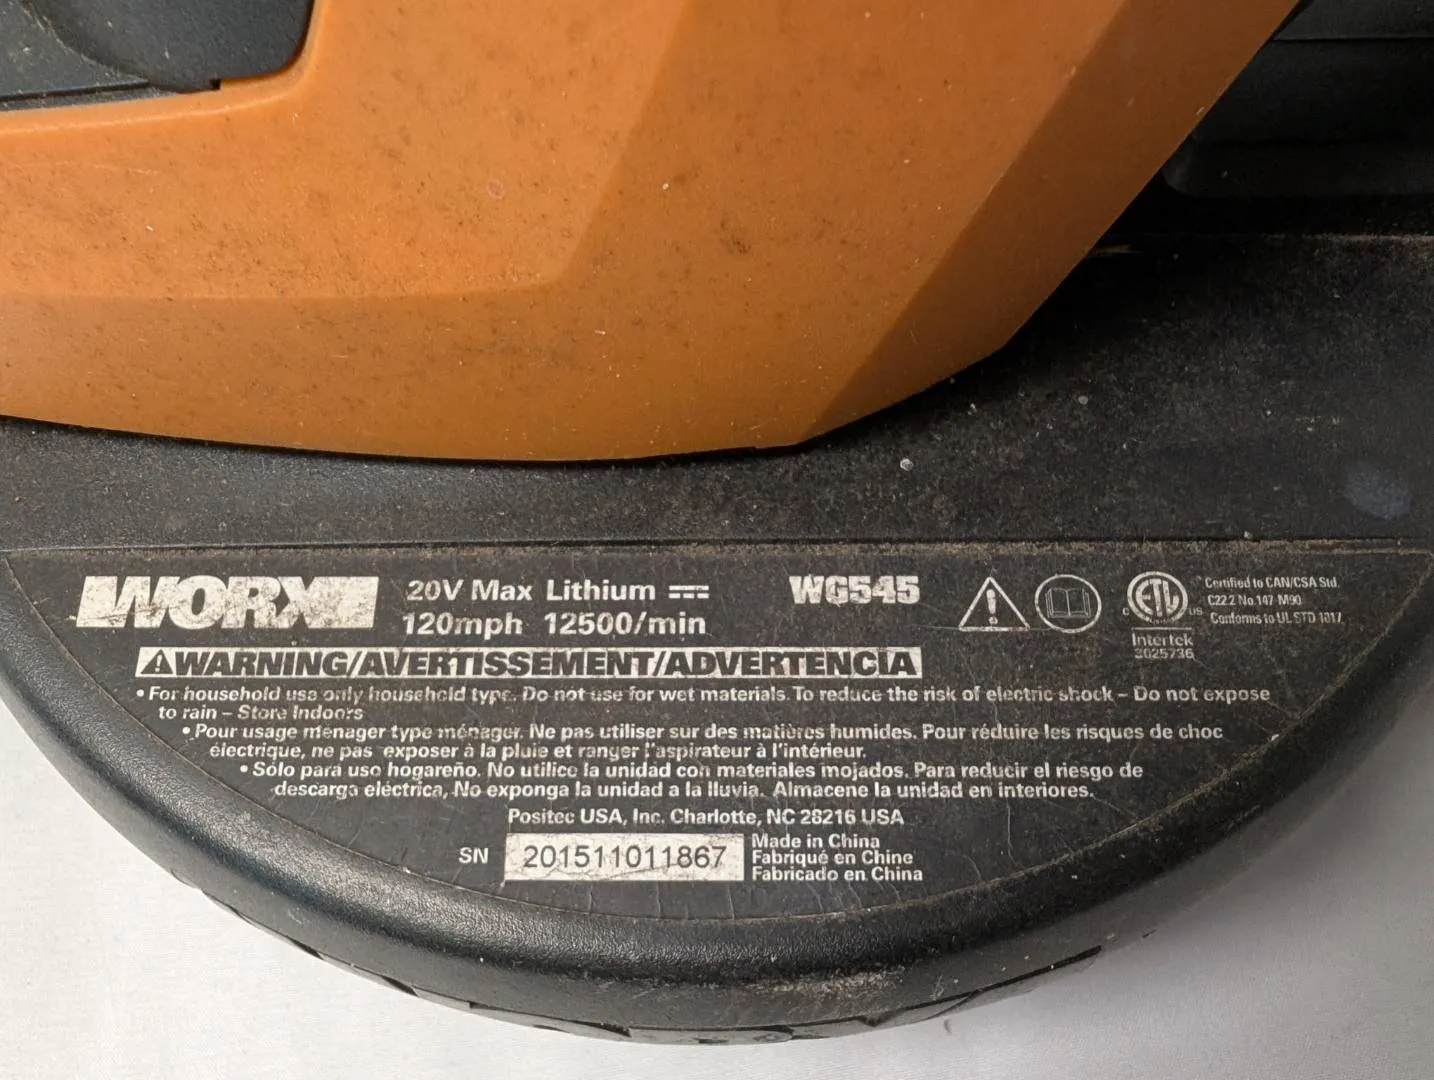 WORX
20V Max Lithium
120mph 12500/min
WG545
ETL
C US
Intertek
3025736
Certified to CAN/CSA Std.
C22.2 No.147-M90
Conforms to UL STD 1017
WARNING/AVERTISSEMENT/ADVERTENCIA
• For household use only household type. Do not use for wet materials. To reduce the risk of electric shock – Do not expose
to rain – Store Indoors
• Pour usage ménager type ménager. Ne pas utiliser sur des matières humides. Pour réduire les risques de choc
électrique, ne pas exposer à la pluie et ranger l'aspirateur à l'intérieur.
• Sólo para uso hogareño. No utilice la unidad con materiales mojados. Para reducir el riesgo de
descarga eléctrica, No exponga la unidad a la lluvia. Almacene la unidad en interiores.
Positec USA, Inc. Charlotte, NC 28216 USA
SN 201511011867
Made in China
Fabriqué en Chine
Fabricado en China